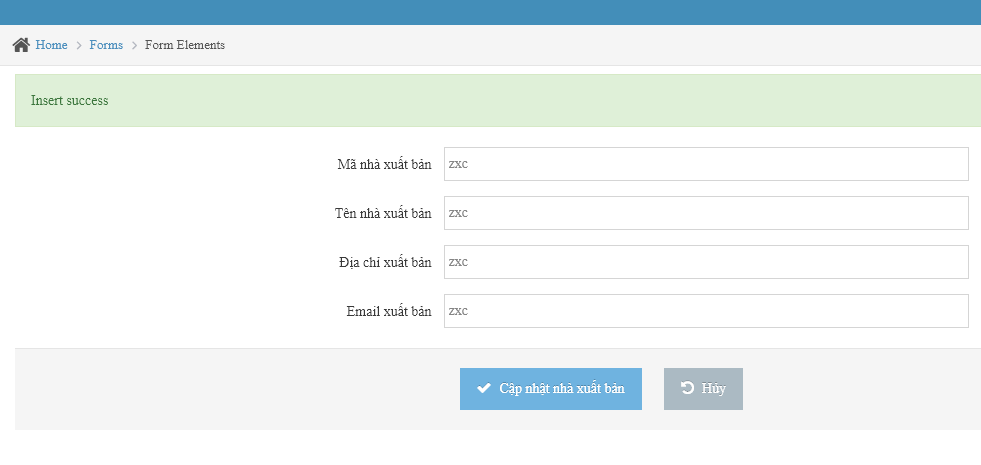 Home > Forms > Form Elements
Insert success
Mã nhà xuất bản zxc
Tên nhà xuất bản zxc
Địa chỉ xuất bản zxc
Email xuất bản zxc
Cập nhật nhà xuất bản Hủy